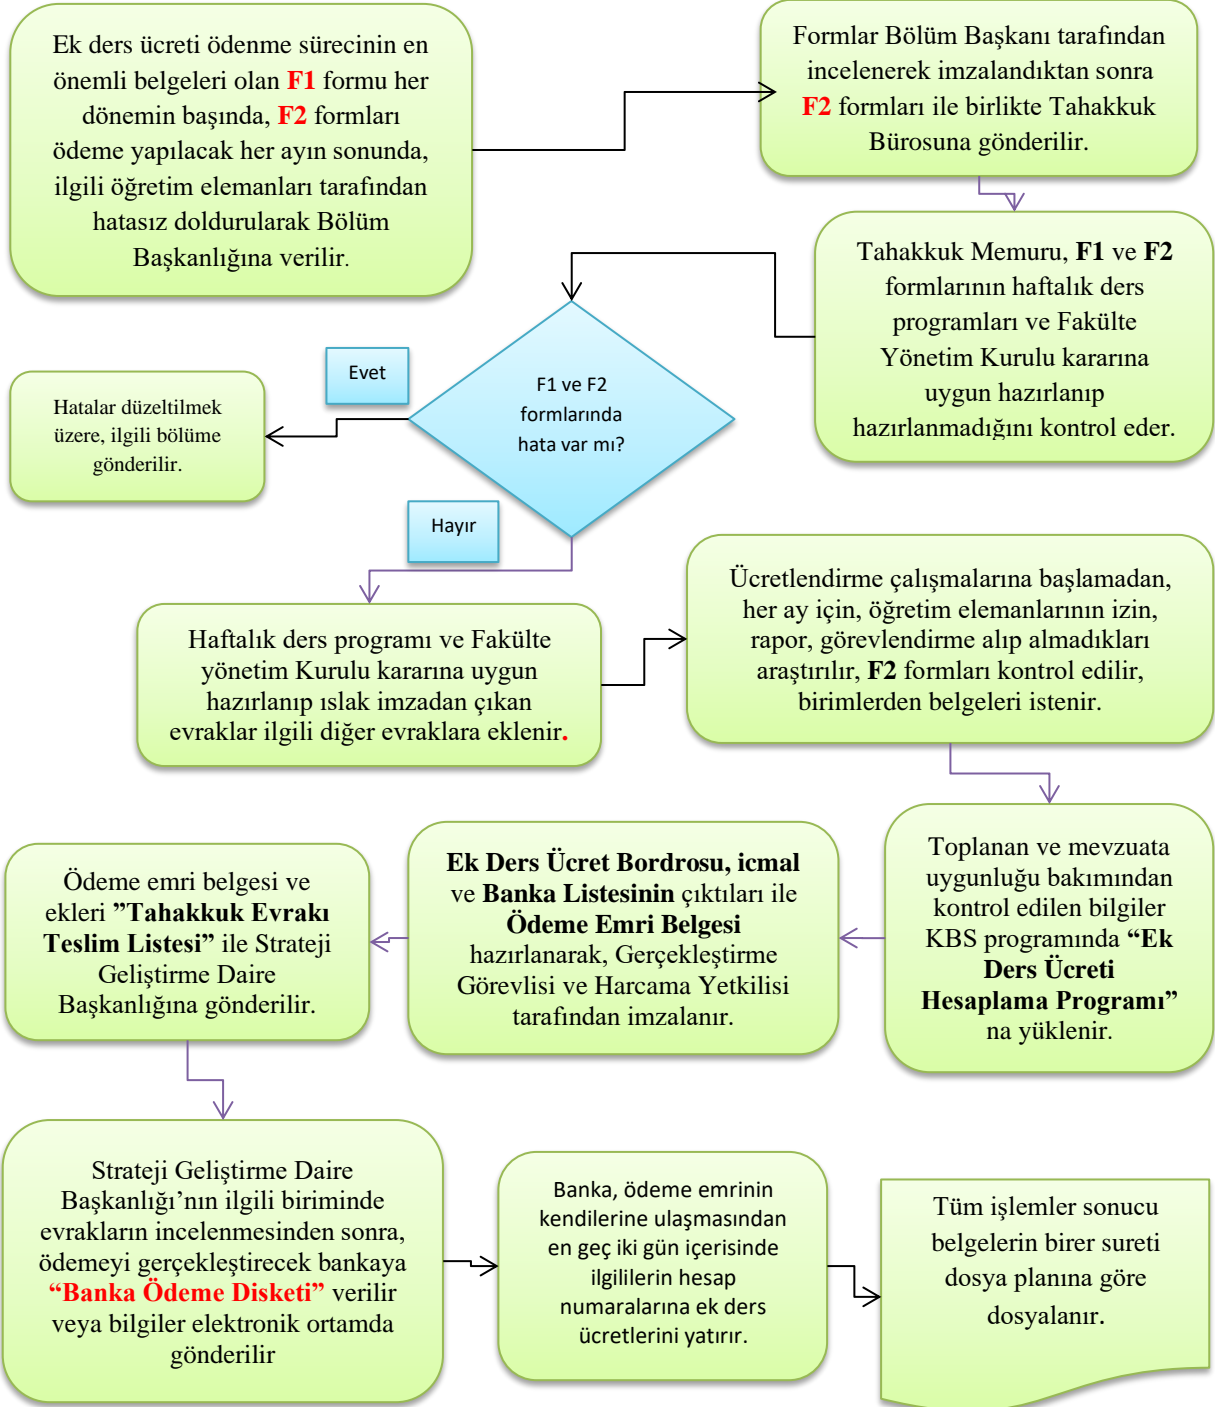 Ek ders ücreti ödenme sürecinin en
önemli belgeleri olan F1 formu her
dönemin başında, F2 formları
ödeme yapılacak her ayın sonunda,
ilgili öğretim elemanları tarafından
hatasız doldurularak Bölüm
Başkanlığına verilir.
Formlar Bölüm Başkanı tarafından
incelenerek imzalandıktan sonra
F2 formları ile birlikte Tahakkuk
Bürosuna gönderilir.
Tahakkuk Memuru, F1 ve F2
formlarının haftalık ders
programları ve Fakülte
Yönetim Kurulu kararına
uygun hazırlanıp
hazırlanmadığını kontrol eder.
F1 ve F2
formlarında
hata var mı?
Evet
Hatalar düzeltilmek
üzere, ilgili bölüme
gönderilir.
Hayır
Haftalık ders programı ve Fakülte
yönetim Kurulu kararına uygun
hazırlanıp ıslak imzadan çıkan
evraklar ilgili diğer evraklara eklenir.
Ücretlendirme çalışmalarına başlamadan,
her ay için, öğretim elemanlarının izin,
rapor, görevlendirme alıp almadıkları
araştırılır, F2 formları kontrol edilir,
birimlerden belgeleri istenir.
Toplanan ve mevzuata
uygunluğu bakımından
kontrol edilen bilgiler
KBS programında “Ek
Ders Ücreti
Hesaplama Programı”
na yüklenir.
Ek Ders Ücret Bordrosu, icmal
ve Banka Listesinin çıktıları ile
Ödeme Emri Belgesi
hazırlanarak, Gerçekleştirme
Görevlisi ve Harcama Yetkilisi
tarafından imzalanır.
Ödeme emri belgesi ve
ekleri ”Tahakkuk Evrakı
Teslim Listesi” ile Strateji
Geliştirme Daire
Başkanlığına gönderilir.
Strateji Geliştirme Daire
Başkanlığı’nın ilgili biriminde
evrakların incelenmesinden sonra,
ödemeyi gerçekleştirecek bankaya
“Banka Ödeme Disketi” verilir
veya bilgiler elektronik ortamda
gönderilir
Banka, ödeme emrinin
kendilerine ulaşmasından
en geç iki gün içerisinde
ilgililerin hesap
numaralarına ek ders
ücretlerini yatırır.
Tüm işlemler sonucu
belgelerin birer sureti
dosya planına göre
dosyalanır.